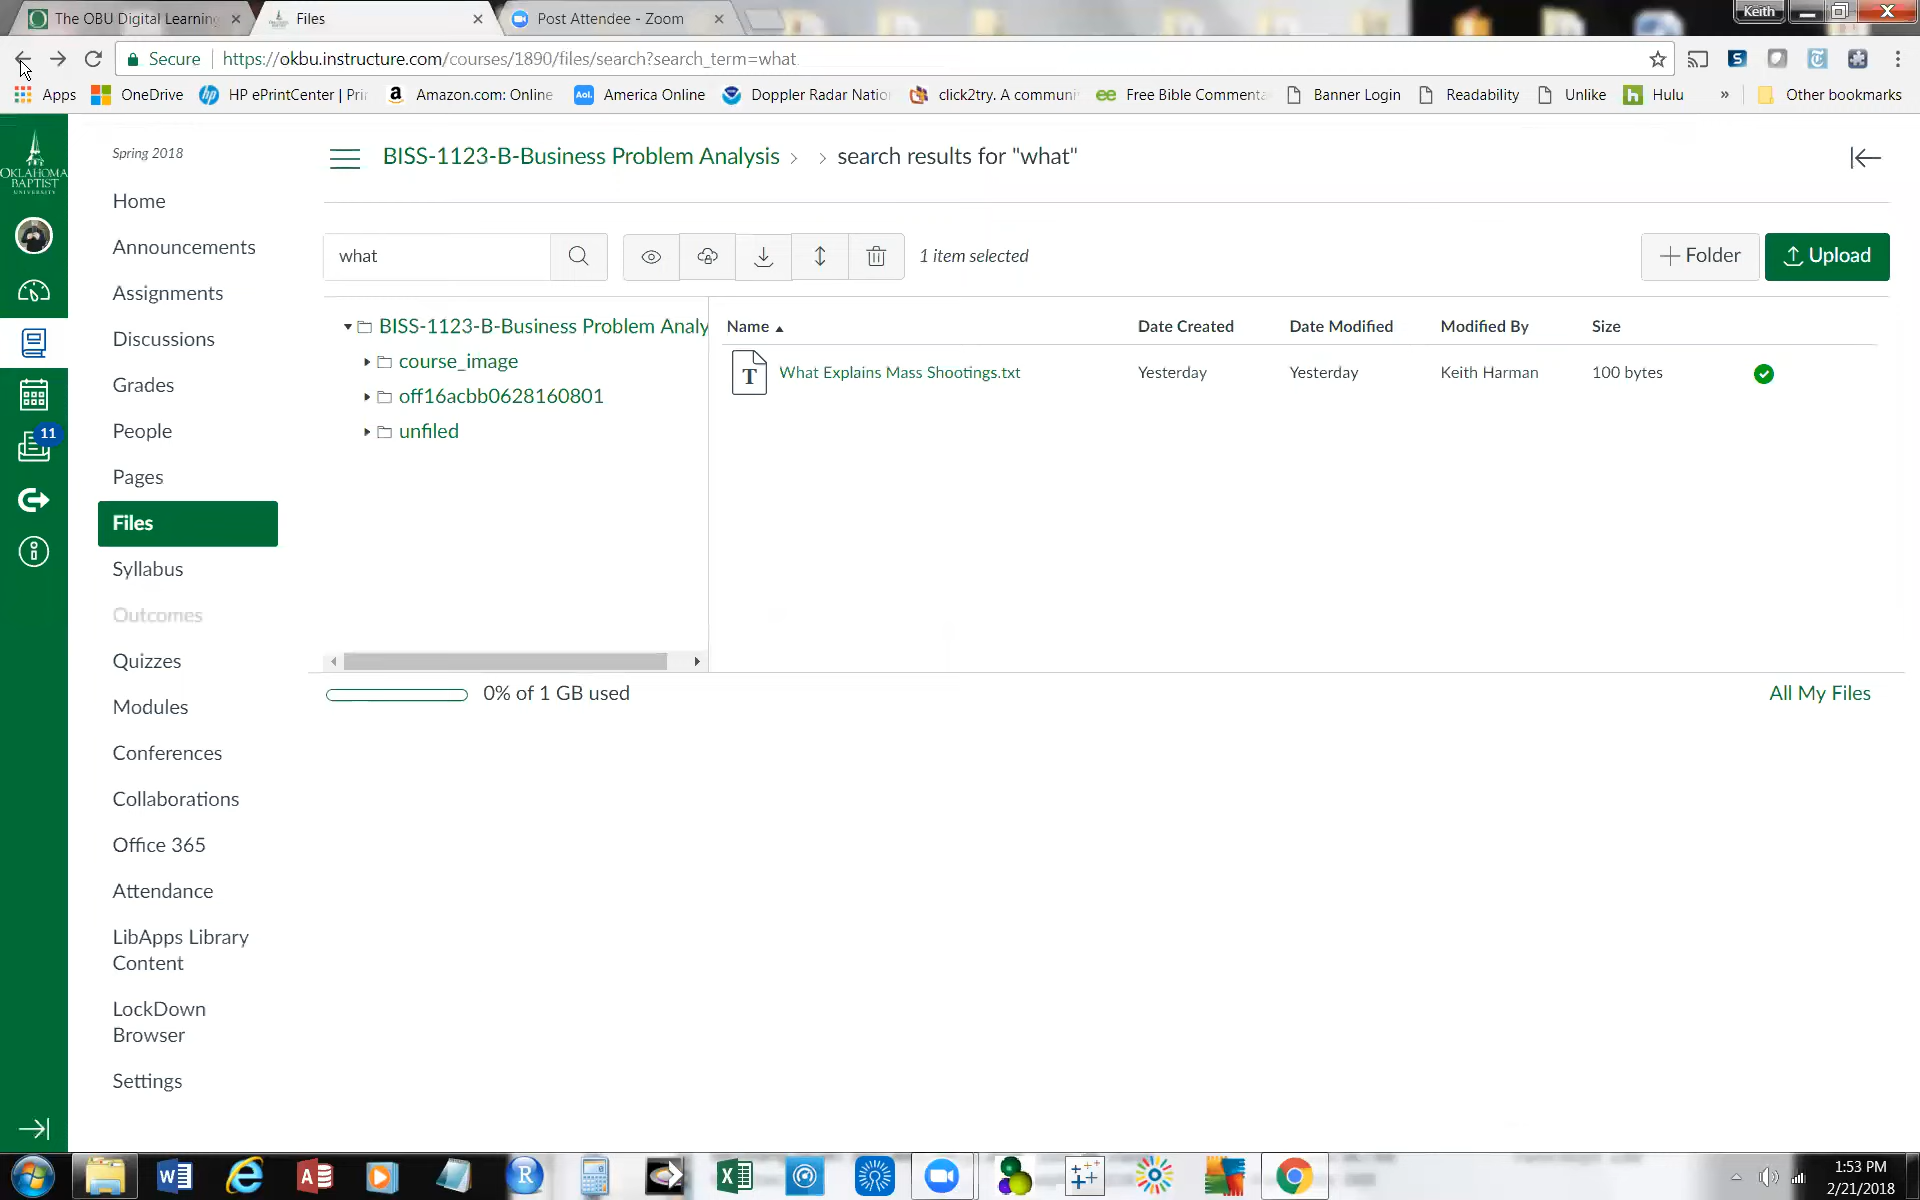 The OBU Digital Learning
Files
Post Attendee - Zoom
Keith
Secure
https://okbu.instructure.com/courses/1890/files/search?search_term=what
Apps
OneDrive
HP ePrintCenter | Pri
Amazon.com: Online
Aol.
America Online
Doppler Radar Natio
click2try. A communi
Free Bible Commenta
Banner Login
Readability
Unlike
Hulu
»
Other bookmarks
OKLAHOMA
BAPTIST
UNIVERSITY
11
Spring 2018
Home
Announcements
Assignments
Discussions
Grades
People
Pages
Files
Syllabus
Outcomes
Quizzes
Modules
Conferences
Collaborations
Office 365
Attendance
LibApps Library
Content
LockDown
Browser
Settings
BISS-1123-B-Business Problem Analysis > > search results for "what"
what
1 item selected
+ Folder
Upload
BISS-1123-B-Business Problem Analy
course_image
off16acbb0628160801
unfiled
Name
Date Created
Date Modified
Modified By
Size
What Explains Mass Shootings.txt
Yesterday
Yesterday
Keith Harman
100 bytes
0% of 1 GB used
All My Files
1:53 PM
2/21/2018